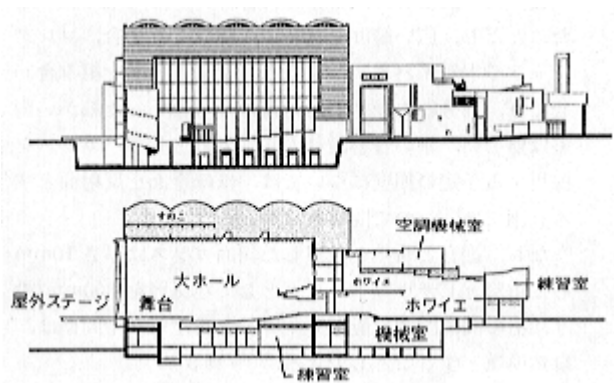 すのこ
空調機械室
大ホール
ホワイエ
練習室
屋外ステージ
舞台
ホワイエ
機械室
練習室